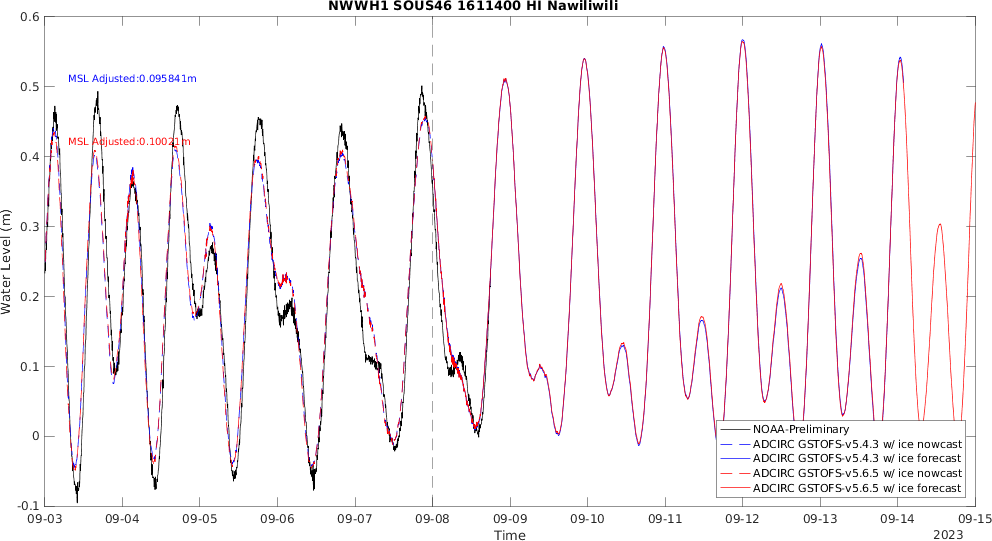 NWWH1 SOUS46 1611400 HI Nawiliwili
0.6
0.5
0.4
0.3
0.2
0.1
0
-0.1
Water Level (m)
MSL Adjusted:0.095841m
MSL Adjusted:0.10021m
NOAA-Preliminary
ADCIRC GSTOFS-v5.4.3 w/ ice nowcast
ADCIRC GSTOFS-v5.4.3 w/ ice forecast
ADCIRC GSTOFS-v5.6.5 w/ ice nowcast
ADCIRC GSTOFS-v5.6.5 w/ ice forecast
09-03 09-04 09-05 09-06 09-07 09-08 09-09 09-10 09-11 09-12 09-13 09-14 09-15
Time
2023